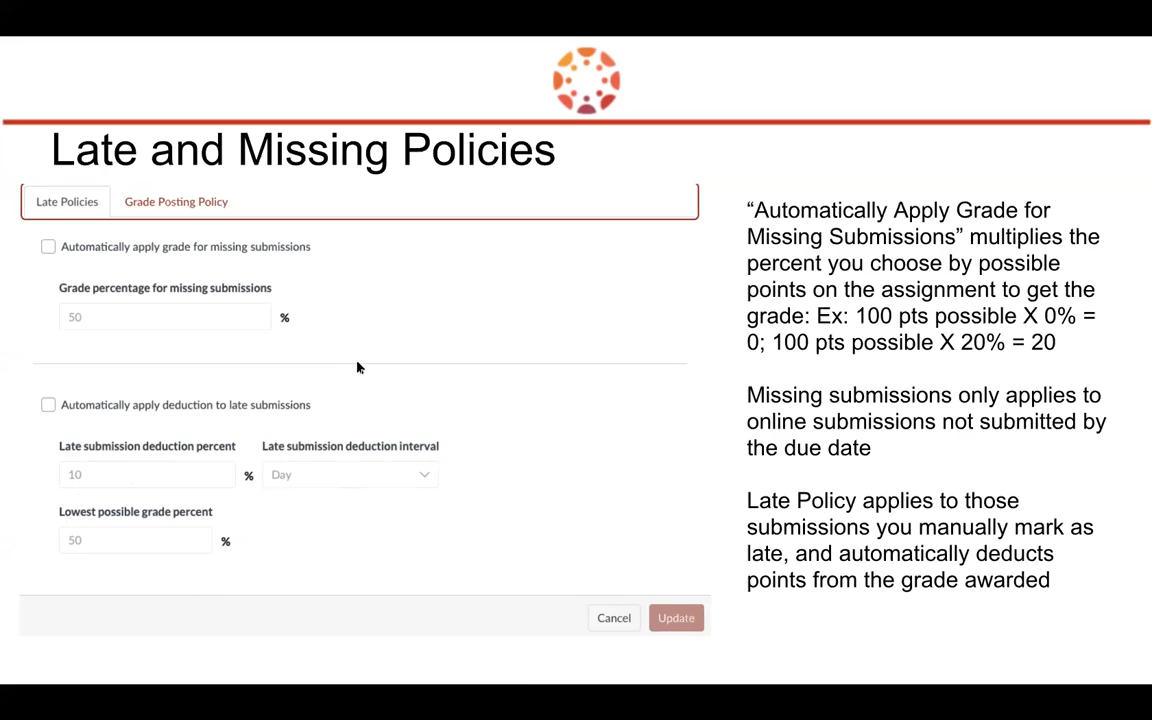 Late and Missing Policies
Late Policies
Grade Posting Policy
Automatically apply grade for missing submissions
Grade percentage for missing submissions
50 %
Automatically apply deduction to late submissions
Late submission deduction percent
Late submission deduction interval
10 %
Day
Lowest possible grade percent
50 %
Cancel
Update
“Automatically Apply Grade for
Missing Submissions” multiplies the
percent you choose by possible
points on the assignment to get the
grade: Ex: 100 pts possible X 0% =
0; 100 pts possible X 20% = 20
Missing submissions only applies to
online submissions not submitted by
the due date
Late Policy applies to those
submissions you manually mark as
late, and automatically deducts
points from the grade awarded